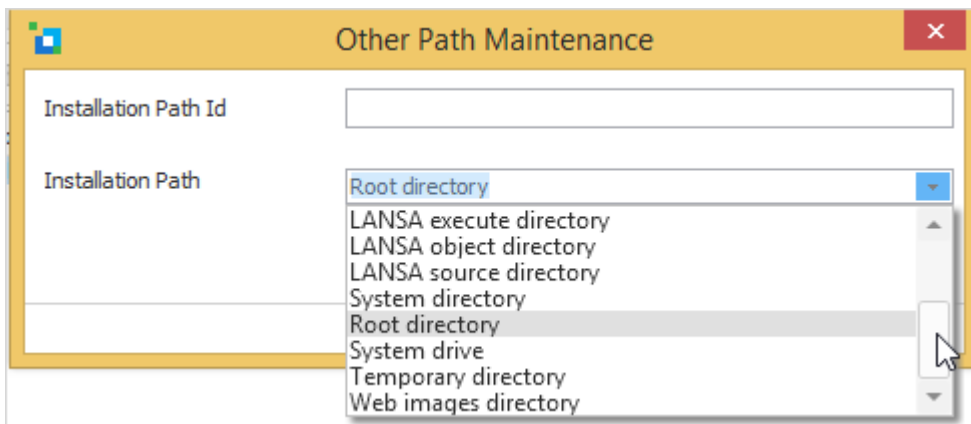 Other Path Maintenance
Installation Path Id
Installation Path
Root directory
LANSA execute directory
LANSA object directory
LANSA source directory
System directory
Root directory
System drive
Temporary directory
Web images directory